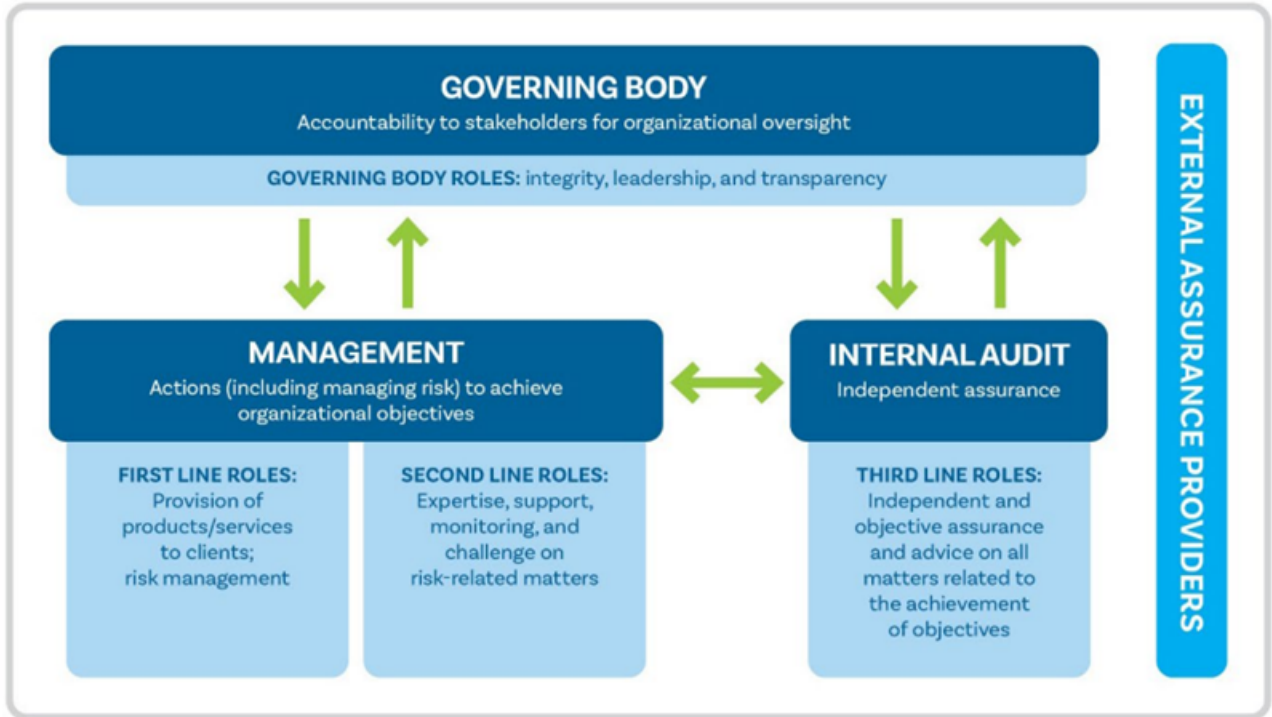 GOVERNING BODY
Accountability to stakeholders for organizational oversight
GOVERNING BODY ROLES: integrity, leadership, and transparency
MANAGEMENT
Actions (including managing risk) to achieve
organizational objectives
INTERNAL AUDIT
Independent assurance
FIRST LINE ROLES:
Provision of
products/services
to clients;
risk management
SECOND LINE ROLES:
Expertise, support,
monitoring, and
challenge on
risk-related matters
THIRD LINE ROLES:
Independent and
objective assurance
and advice on all
matters related to
the achievement
of objectives
EXTERNAL ASSURANCE PROVIDERS